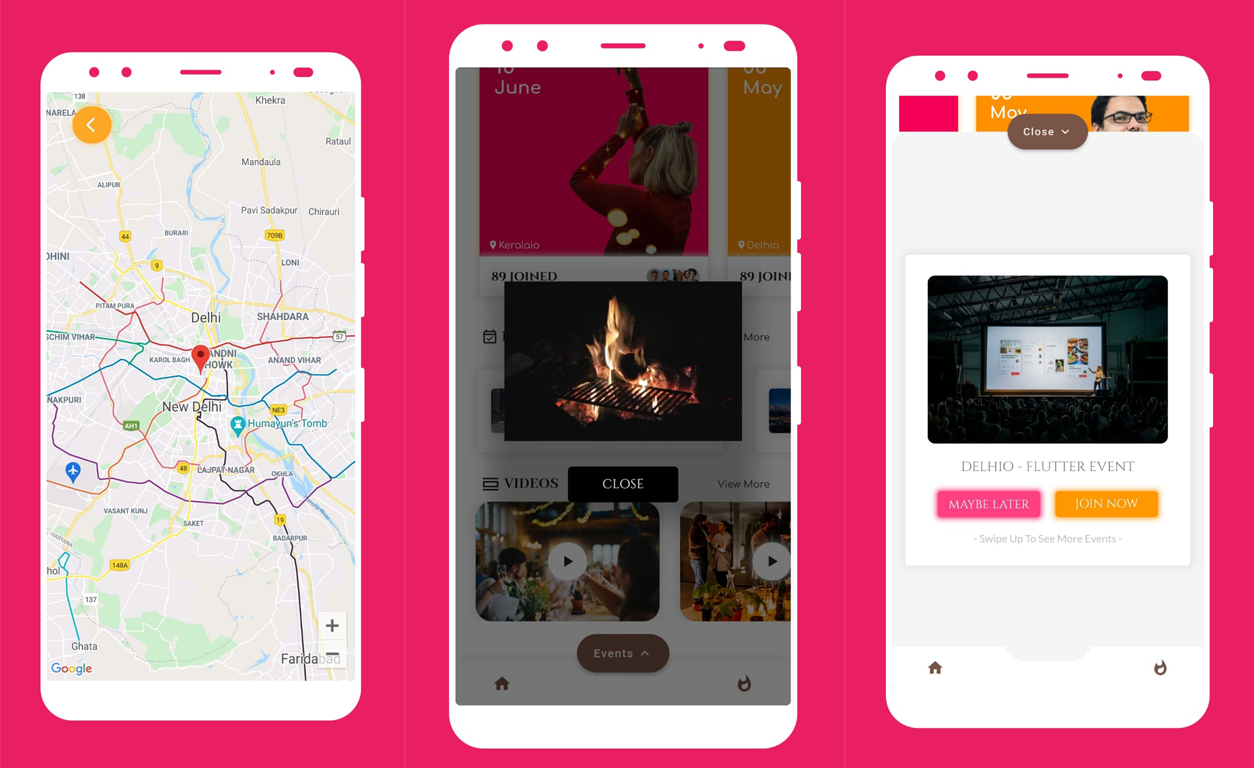 138
NARELA
Khekra
Rataul
Mandaula
ALIPUR
Pavi Sadakpur
Chirauri
44
BURARI
709B
OHINI
9
LONI
PITAM PURA
Delhi
SHAHDARA
SCHIM VIHAR
57
KAROL BAGH
ANDNI
HOWK
ANAND VIHAR
NAKPURI
New Delhi
NE3
AH1
Humayun's Tomb
48
LAJPAT NAGAR
OKHLA
VASANT KUNJ
SAKET
19
BADARPUR
HARYANA
DELHI
148A
hol
137
Ghata
Faridabad
Google
+
−
June
May
Keralaio
Delhio
89 JOINED
89 JOIN
More
CLOSE
VIDEOS
View More
Events
May
Close
DELHIO - FLUTTER EVENT
MAYBE LATER
JOIN NOW
- Swipe Up To See More Events -